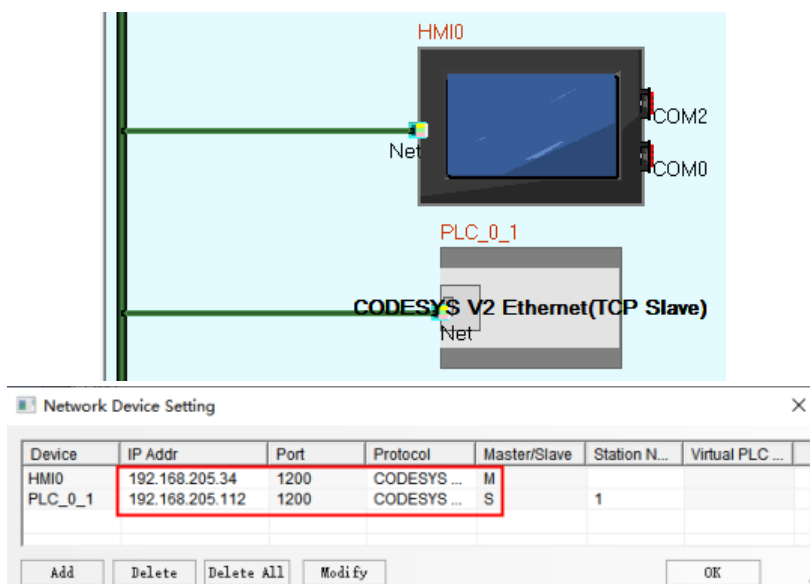 HMI0
COM2
Net
COM0
PLC_0_1
CODESYS V2 Ethernet(TCP Slave)
Net
Network Device Setting
Device IP Addr Port Protocol Master/Slave Station N... Virtual PLC ...
HMI0 192.168.205.34 1200 CODESYS ... M
PLC_0_1 192.168.205.112 1200 CODESYS ... S 1
Add Delete Delete All Modify OK